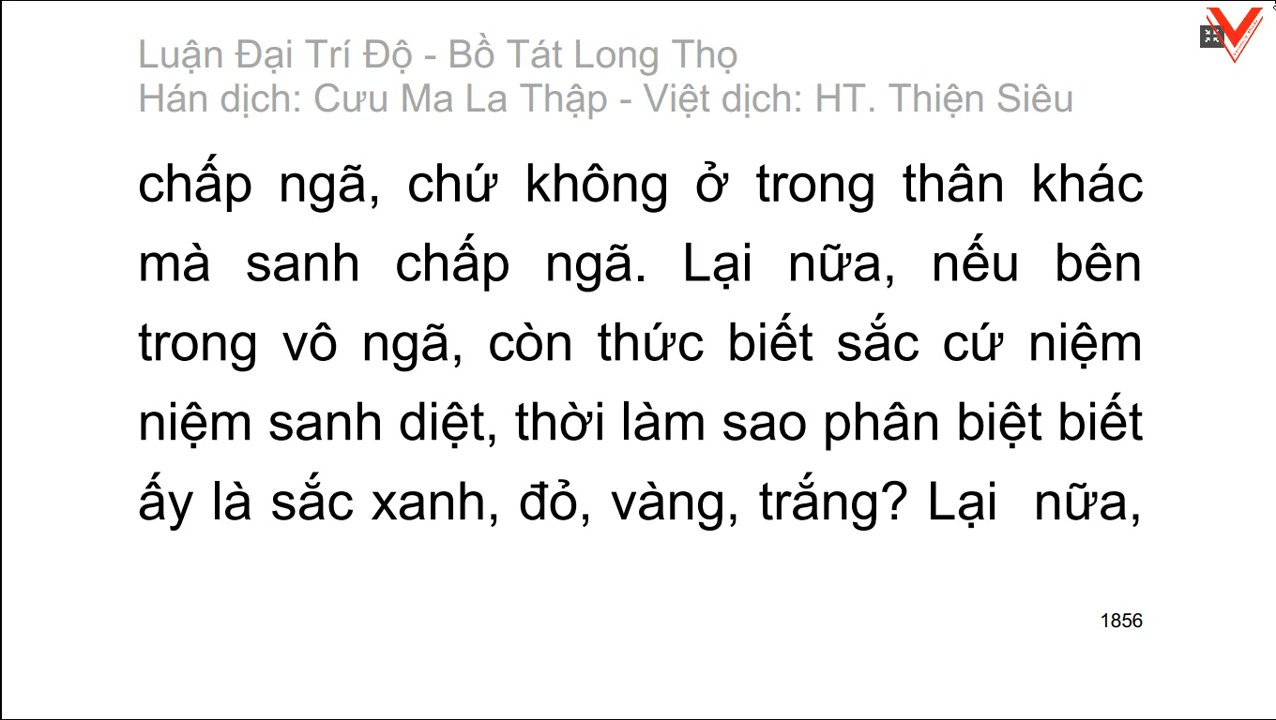 Luận Đại Trí Độ - Bồ Tát Long Thọ
Hán dịch: Cưu Ma La Thập - Việt dịch: HT. Thiện Siêu
chấp ngã, chứ không ở trong thân khác
mà sanh chấp ngã. Lại nữa, nếu bên
trong vô ngã, còn thức biết sắc cứ niệm
niệm sanh diệt, thời làm sao phân biệt biết
ấy là sắc xanh, đỏ, vàng, trắng? Lại nữa,
1856